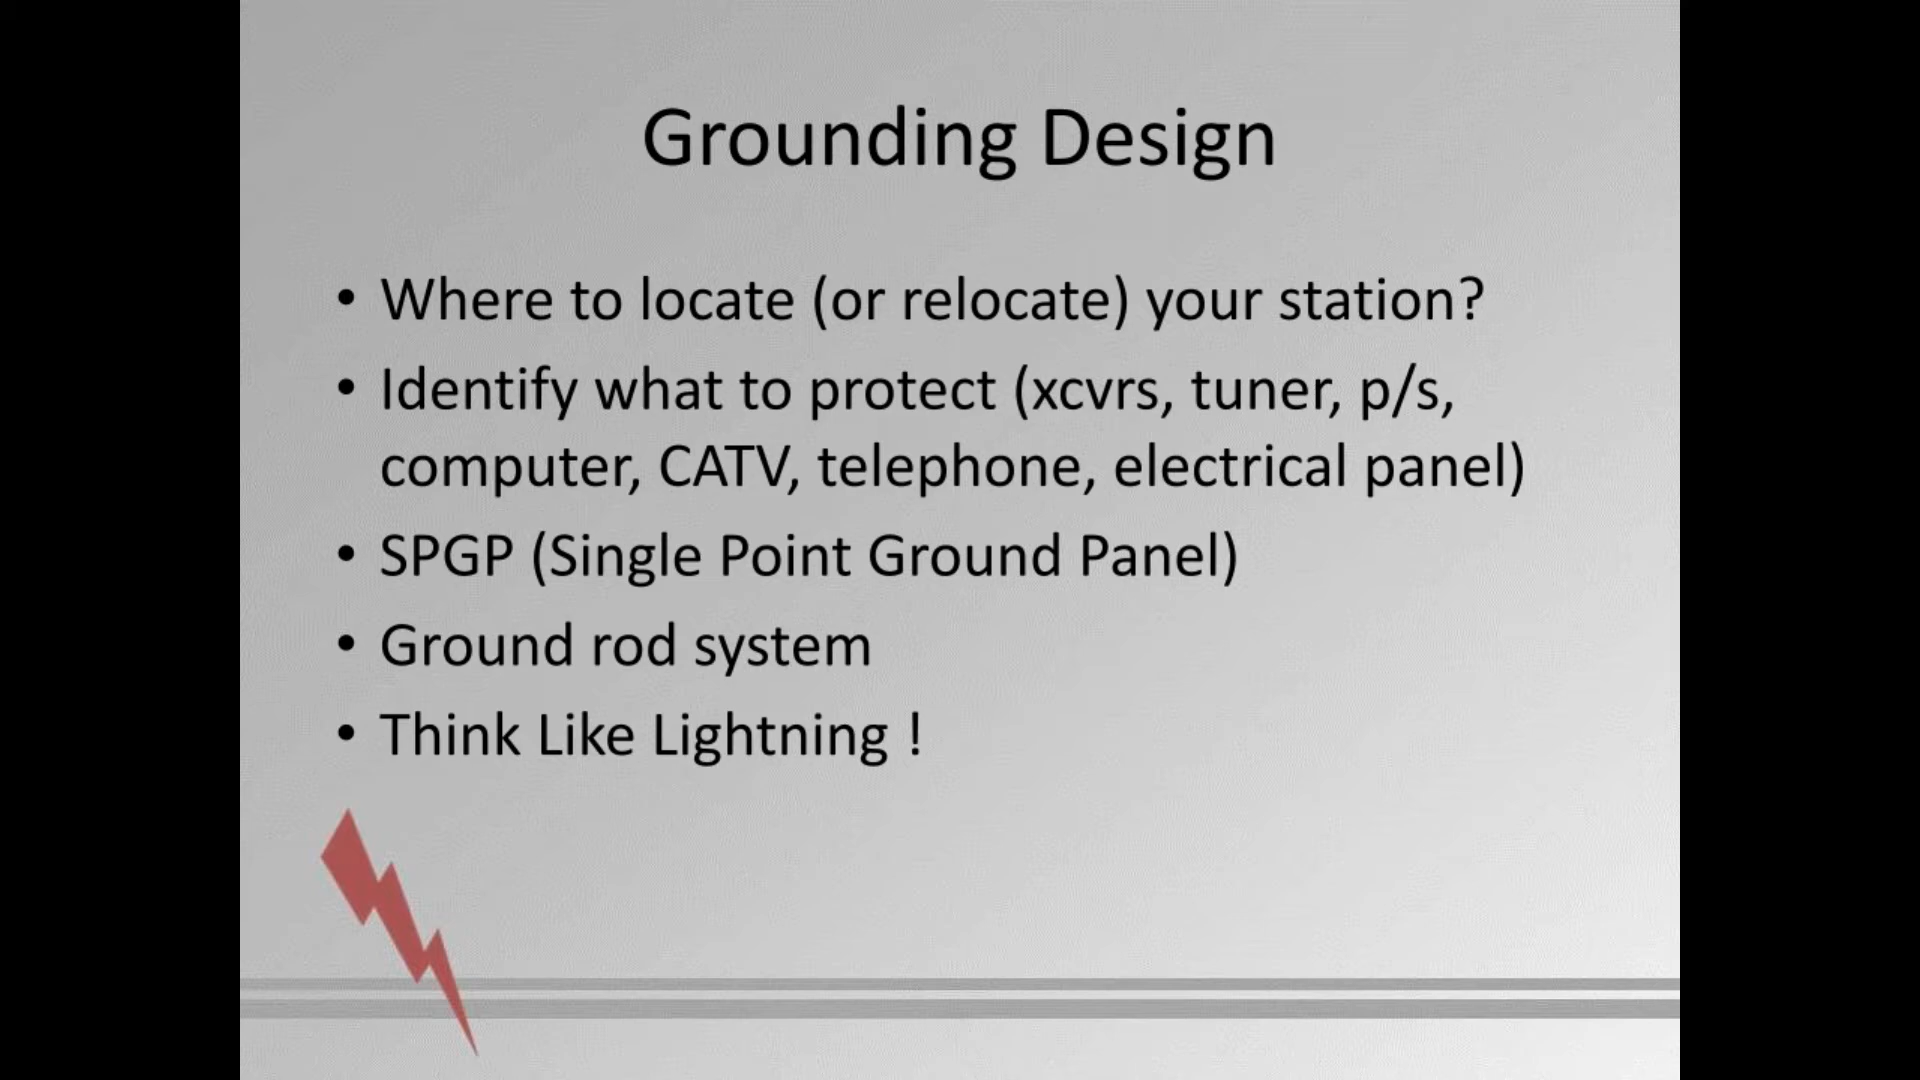 Grounding Design
• Where to locate (or relocate) your station?
• Identify what to protect (xcvrs, tuner, p/s,
computer, CATV, telephone, electrical panel)
• SPGP (Single Point Ground Panel)
• Ground rod system
• Think Like Lightning !